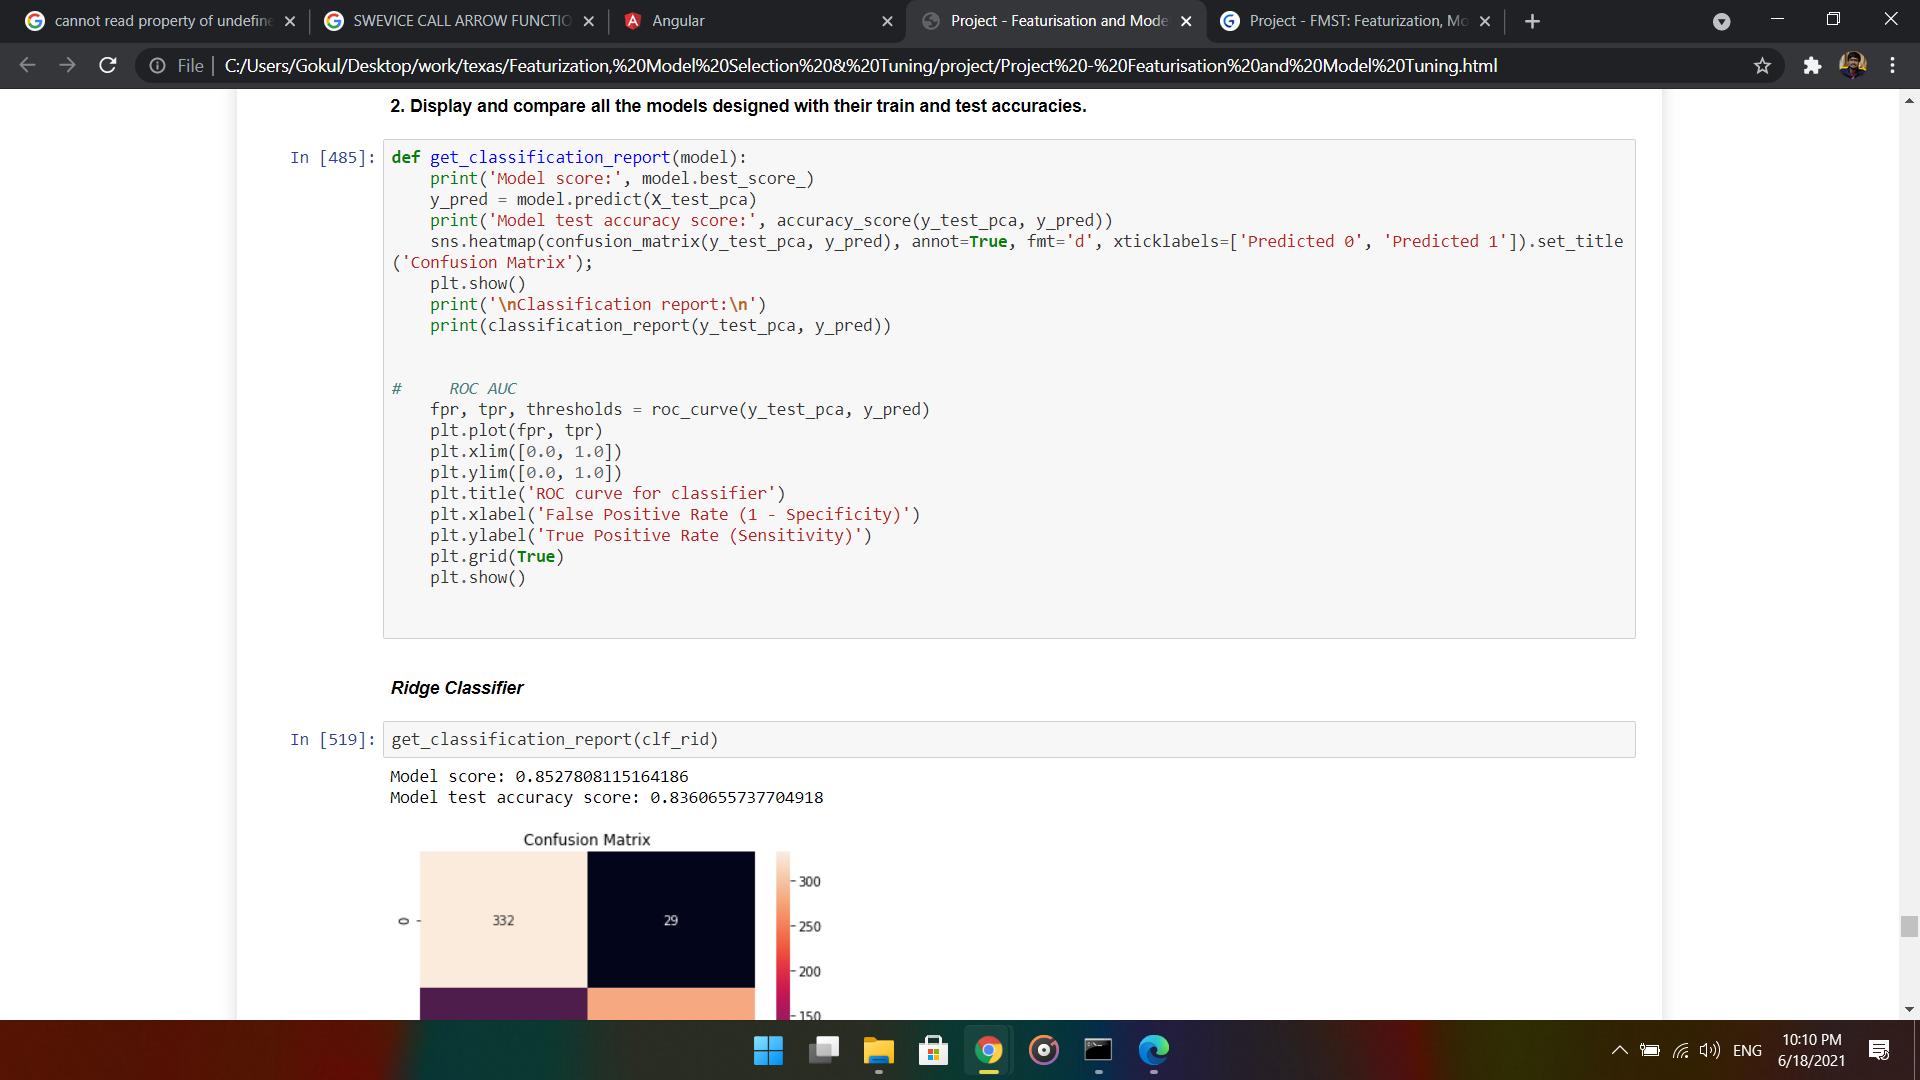 cannot read property of undefine
SWEVICE CALL ARROW FUNCTIO
Angular
Project - Featurisation and Mode
Project - FMST: Featurization, Mo
File
C:/Users/Gokul/Desktop/work/texas/Featurization,%20Model%20Selection%20&%20Tuning/project/Project%20-%20Featurisation%20and%20Model%20Tuning.html
2. Display and compare all the models designed with their train and test accuracies.
In [485]:
def get_classification_report(model):
    print('Model score:', model.best_score_)
    y_pred = model.predict(X_test_pca)
    print('Model test accuracy score:', accuracy_score(y_test_pca, y_pred))
    sns.heatmap(confusion_matrix(y_test_pca, y_pred), annot=True, fmt='d', xticklabels=['Predicted 0', 'Predicted 1']).set_title
('Confusion Matrix');
    plt.show()
    print('\nClassification report:\n')
    print(classification_report(y_test_pca, y_pred))
#     ROC AUC
    fpr, tpr, thresholds = roc_curve(y_test_pca, y_pred)
    plt.plot(fpr, tpr)
    plt.xlim([0.0, 1.0])
    plt.ylim([0.0, 1.0])
    plt.title('ROC curve for classifier')
    plt.xlabel('False Positive Rate (1 - Specificity)')
    plt.ylabel('True Positive Rate (Sensitivity)')
    plt.grid(True)
    plt.show()
Ridge Classifier
In [519]:
get_classification_report(clf_rid)
Model score: 0.8527808115164186
Model test accuracy score: 0.8360655737704918
Confusion Matrix
0
332
29
300
250
200
150
ENG
10:10 PM
6/18/2021